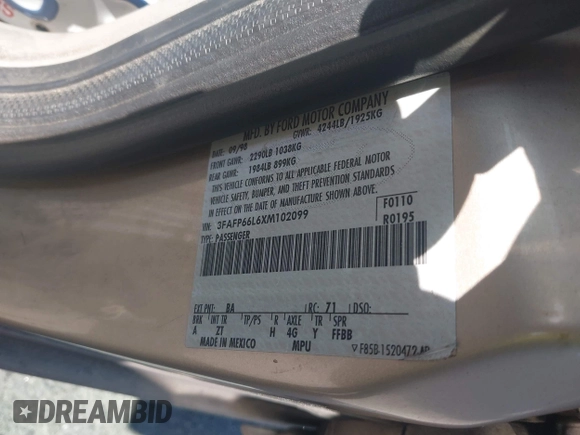 MFD. BY FORD MOTOR COMPANY
DATE: 09/98 GVWR: 4244LB/1925KG
FRONT GAWR: 2290LB 1038KG
REAR GAWR: 1984LB 899KG
THIS VEHICLE CONFORMS TO ALL APPLICABLE FEDERAL MOTOR
VEHICLE SAFETY, BUMPER, AND THEFT PREVENTION STANDARDS
IN EFFECT ON THE DATE OF MANUFACTURE SHOWN ABOVE.
VIN: 3FAFP66L6XM102099 F0110
TYPE: PASSENGER R0195
EXT PNT: BA RC: 71 DSO:
BRK INT TR TP/PS R AXLE TR SPR
A ZT H 4G Y FFBB
MADE IN MEXICO MPU
DREAMBID